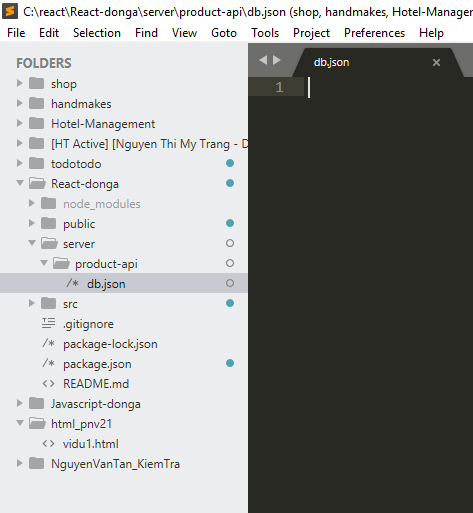 C:\react\React-donga\server\product-api\db.json (shop, handmakes, Hotel-Manager
File Edit Selection Find View Goto Tools Project Preferences Help
FOLDERS
db.json
1
shop
handmakes
Hotel-Management
[HT Active] [Nguyen Thi My Trang - D
todotodo
React-donga
node_modules
public
server
product-api
/* db.json
src
.gitignore
/* package-lock.json
/* package.json
<> README.md
Javascript-donga
html_pnv21
<> vidu1.html
NguyenVanTan_KiemTra